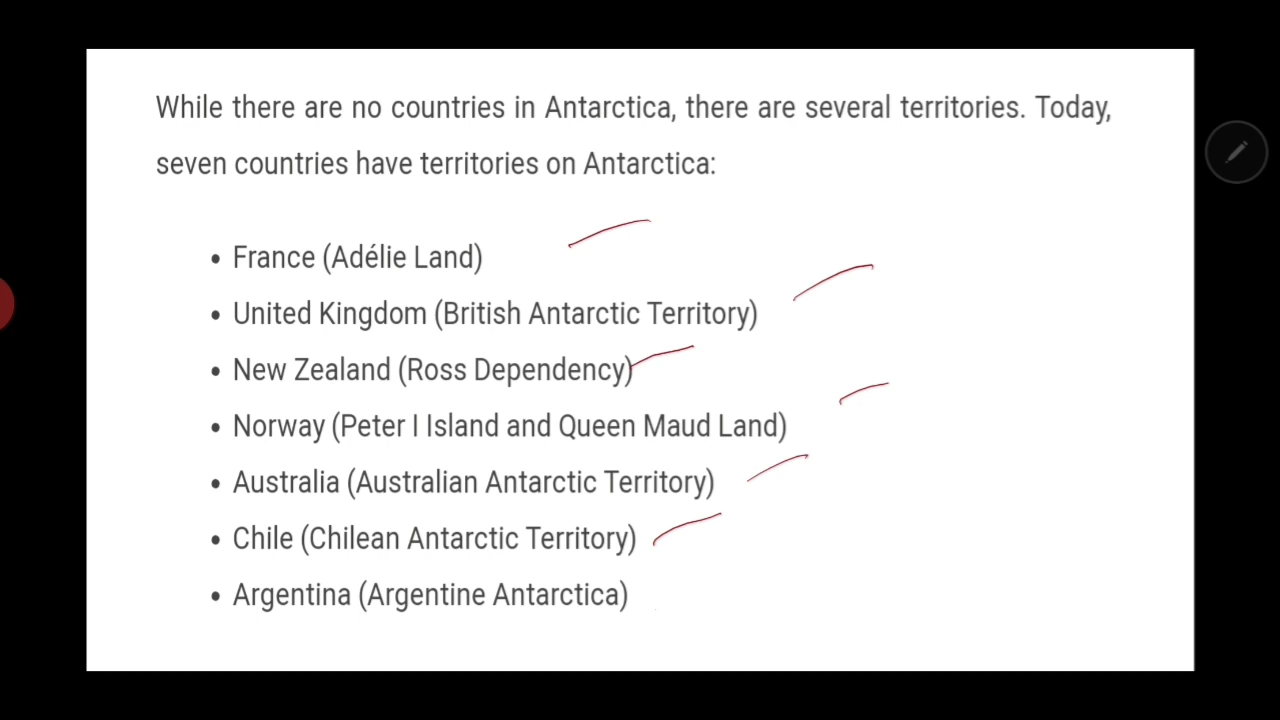 While there are no countries in Antarctica, there are several territories. Today,
seven countries have territories on Antarctica:
• France (Adélie Land)
• United Kingdom (British Antarctic Territory)
• New Zealand (Ross Dependency)
• Norway (Peter I Island and Queen Maud Land)
• Australia (Australian Antarctic Territory)
• Chile (Chilean Antarctic Territory)
• Argentina (Argentine Antarctica)